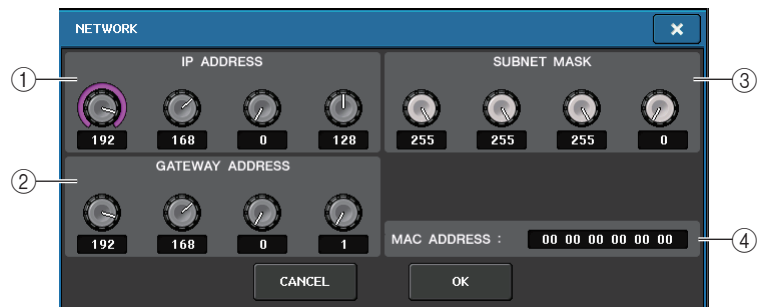 NETWORK
IP ADDRESS
192 168 0 128
SUBNET MASK
255 255 255 0
GATEWAY ADDRESS
192 168 0 1
MAC ADDRESS : 00 00 00 00 00 00
CANCEL OK
1
2
3
4